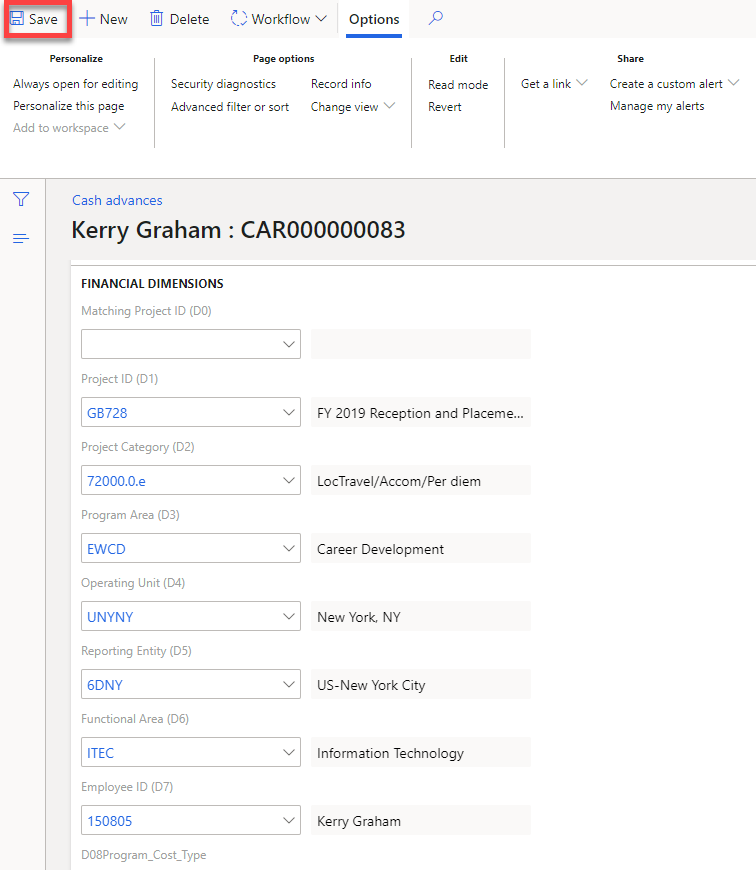 Save New Delete Workflow Options
Personalize Page options Edit Share
Always open for editing Security diagnostics Record info Read mode Get a link Create a custom alert
Personalize this page Advanced filter or sort Change view Revert Manage my alerts
Add to workspace
Cash advances
Kerry Graham : CAR000000083
FINANCIAL DIMENSIONS
Matching Project ID (D0)
Project ID (D1)
GB728 FY 2019 Reception and Placeme...
Project Category (D2)
72000.0.e LocTravel/Accom/Per diem
Program Area (D3)
EWCD Career Development
Operating Unit (D4)
UNYNY New York, NY
Reporting Entity (D5)
6DNY US-New York City
Functional Area (D6)
ITEC Information Technology
Employee ID (D7)
150805 Kerry Graham
D08Program_Cost_Type